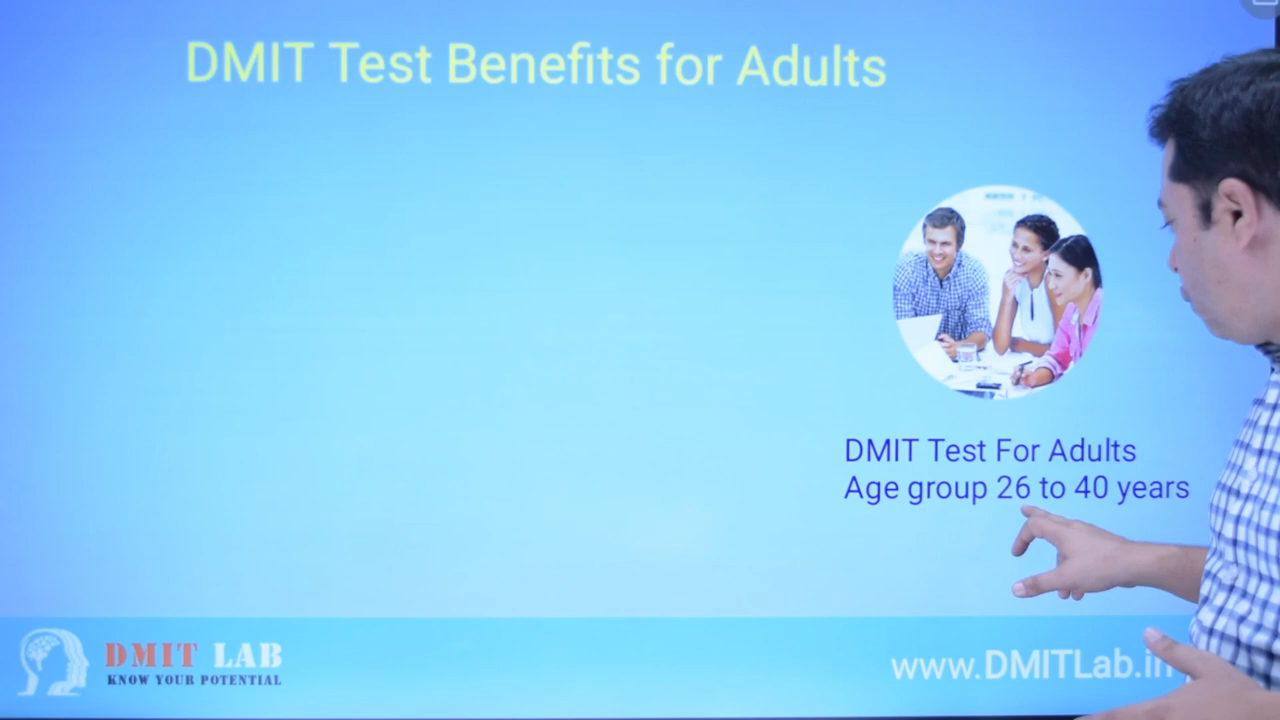 DMIT Test Benefits for Adults
DMIT Test For Adults
Age group 26 to 40 years
DMIT LAB
KNOW YOUR POTENTIAL
www.DMITLab.in